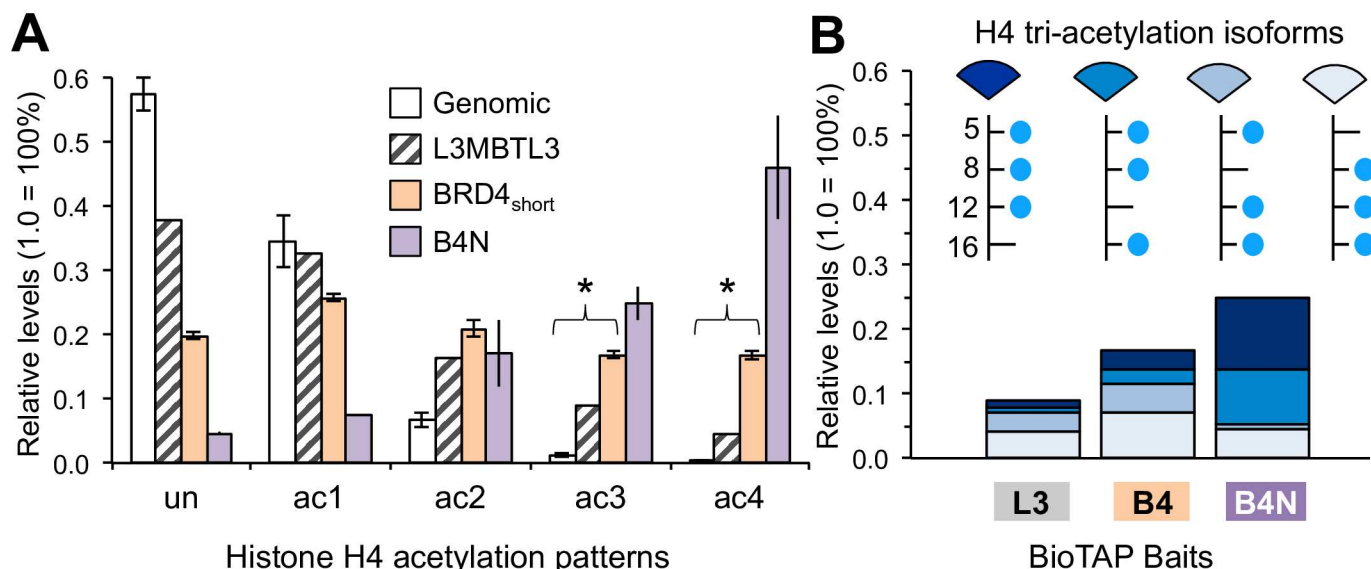 A
Relative levels (1.0 = 100%)
0.6
0.5
0.4
0.3
0.2
0.1
0.0
Genomic
L3MBTL3
BRD4short
B4N
*
*
un ac1 ac2 ac3 ac4
Histone H4 acetylation patterns
B
H4 tri-acetylation isoforms
Relative levels (1.0 = 100%)
0.6
0.5
0.4
0.3
0.2
0.1
0.0
5
8
12
16
L3 B4 B4N
BioTAP Baits